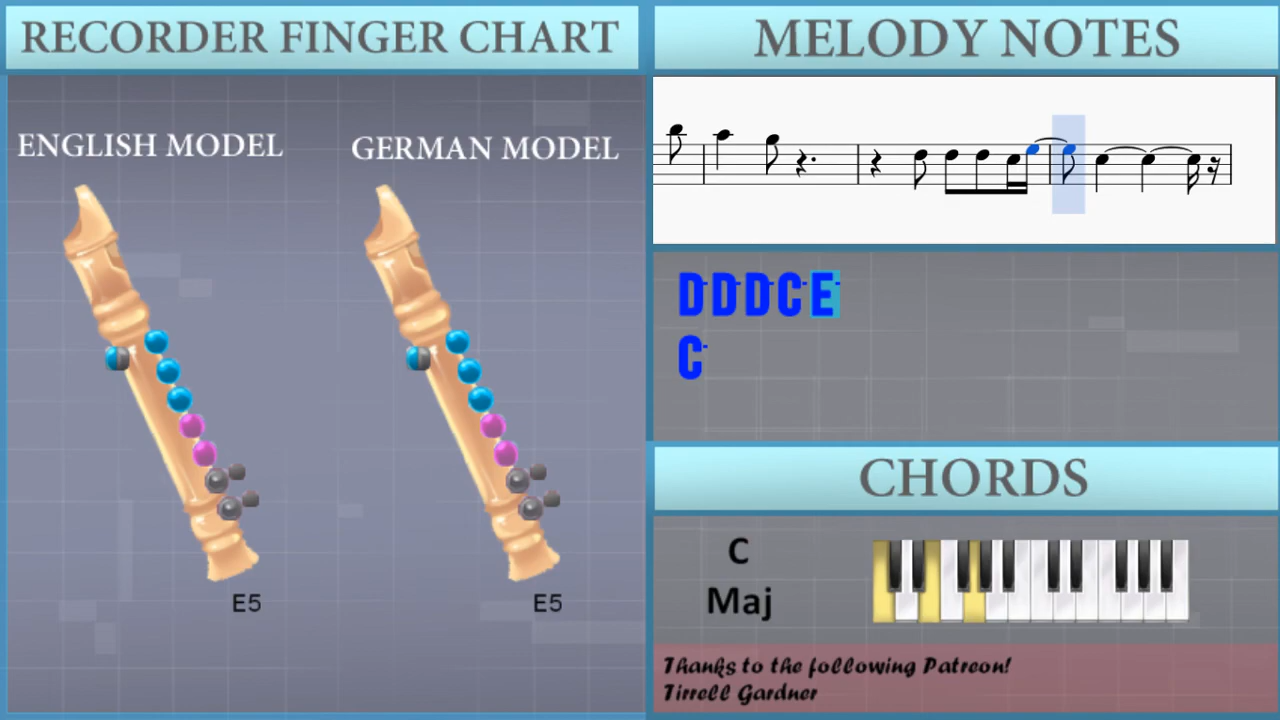 RECORDER FINGER CHART
ENGLISH MODEL
GERMAN MODEL
E5
E5
MELODY NOTES
D˙D˙D˙C˙E˙
C˙
CHORDS
C
Maj
Thanks to the following Patreon!
Tirrell Gardner